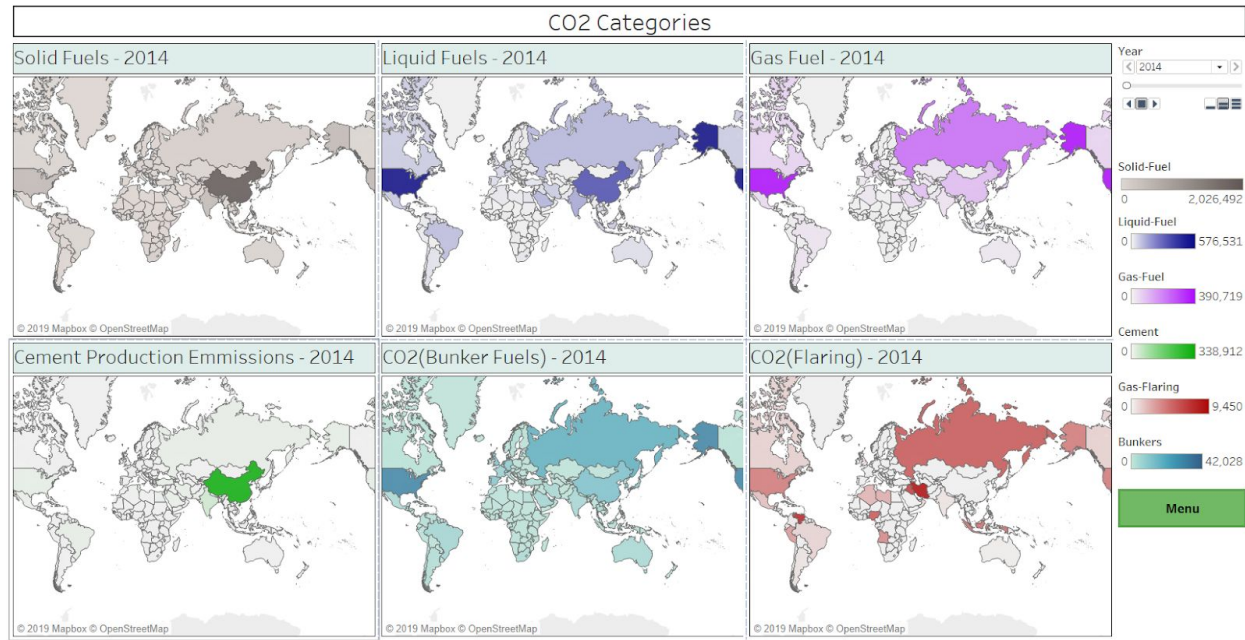 CO2 Categories
Solid Fuels - 2014
Liquid Fuels - 2014
Gas Fuel - 2014
© 2019 Mapbox © OpenStreetMap
© 2019 Mapbox © OpenStreetMap
© 2019 Mapbox © OpenStreetMap
Cement Production Emmissions - 2014
CO2(Bunker Fuels) - 2014
CO2(Flaring) - 2014
© 2019 Mapbox © OpenStreetMap
© 2019 Mapbox © OpenStreetMap
© 2019 Mapbox © OpenStreetMap
Year
2014
Solid-Fuel
0 2,026,492
Liquid-Fuel
0 576,531
Gas-Fuel
0 390,719
Cement
0 338,912
Gas-Flaring
0 9,450
Bunkers
0 42,028
Menu